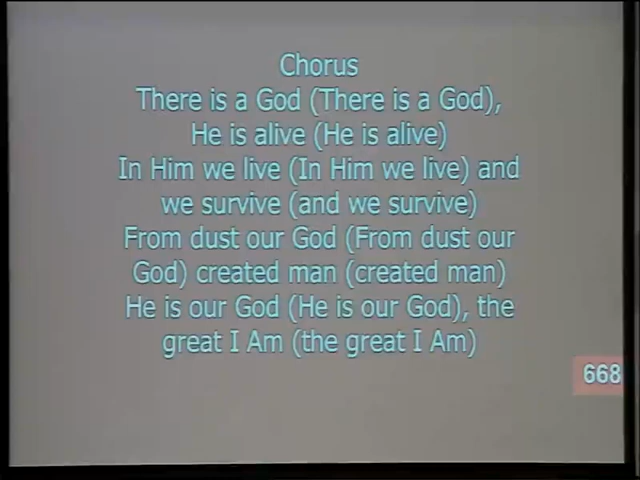 Chorus
There is a God (There is a God),
He is alive (He is alive)
In Him we live (In Him we live) and
we survive (and we survive)
From dust our God (From dust our
God) created man (created man)
He is our God (He is our God), the
great I Am (the great I Am)
668